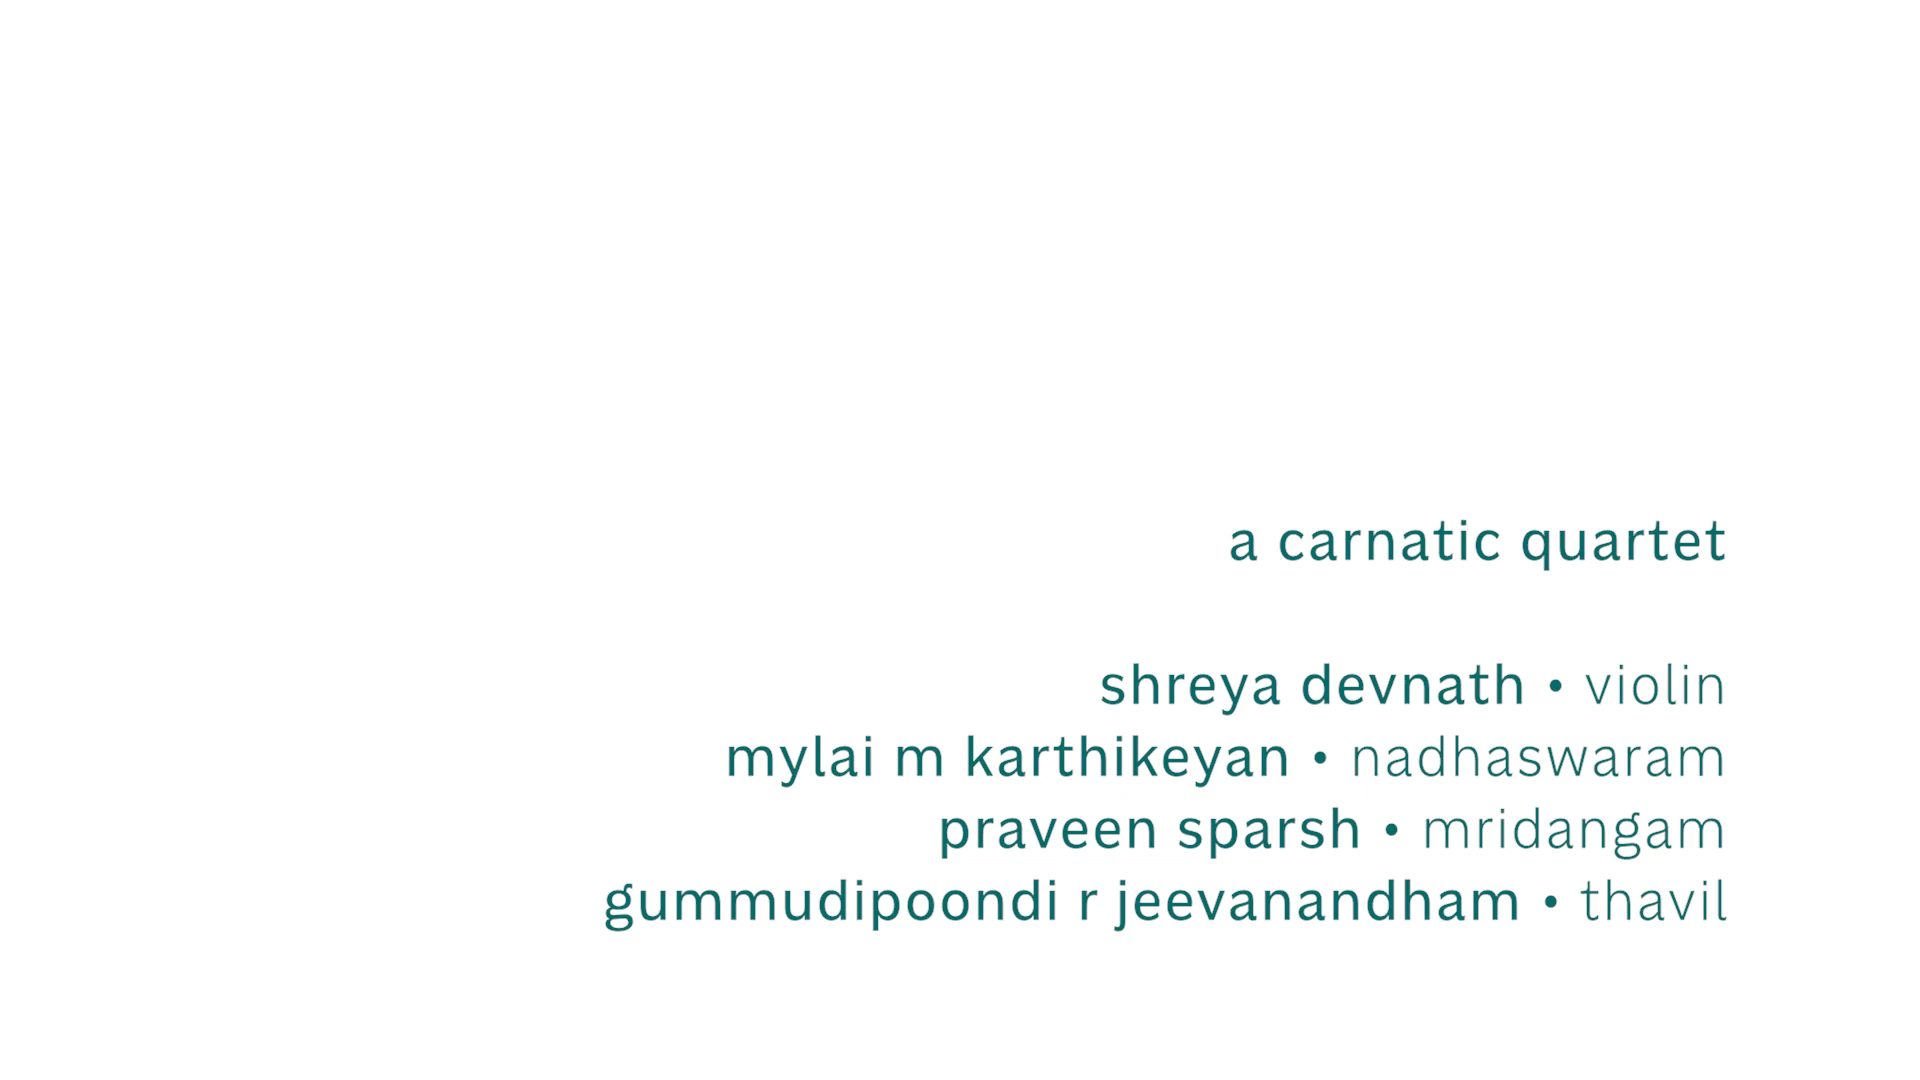 a carnatic quartet
shreya devnath • violin
mylai m karthikeyan • nadhaswaram
praveen sparsh • mridangam
gummudipoondi r jeevanandham • thavil